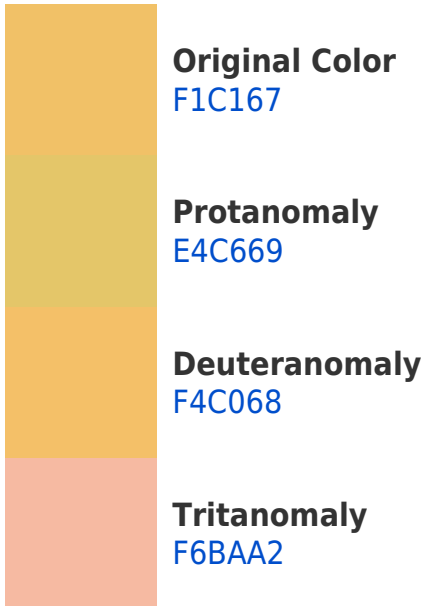 Original Color
F1C167
Protanomaly
E4C669
Deuteranomaly
F4C068
Tritanomaly
F6BAA2